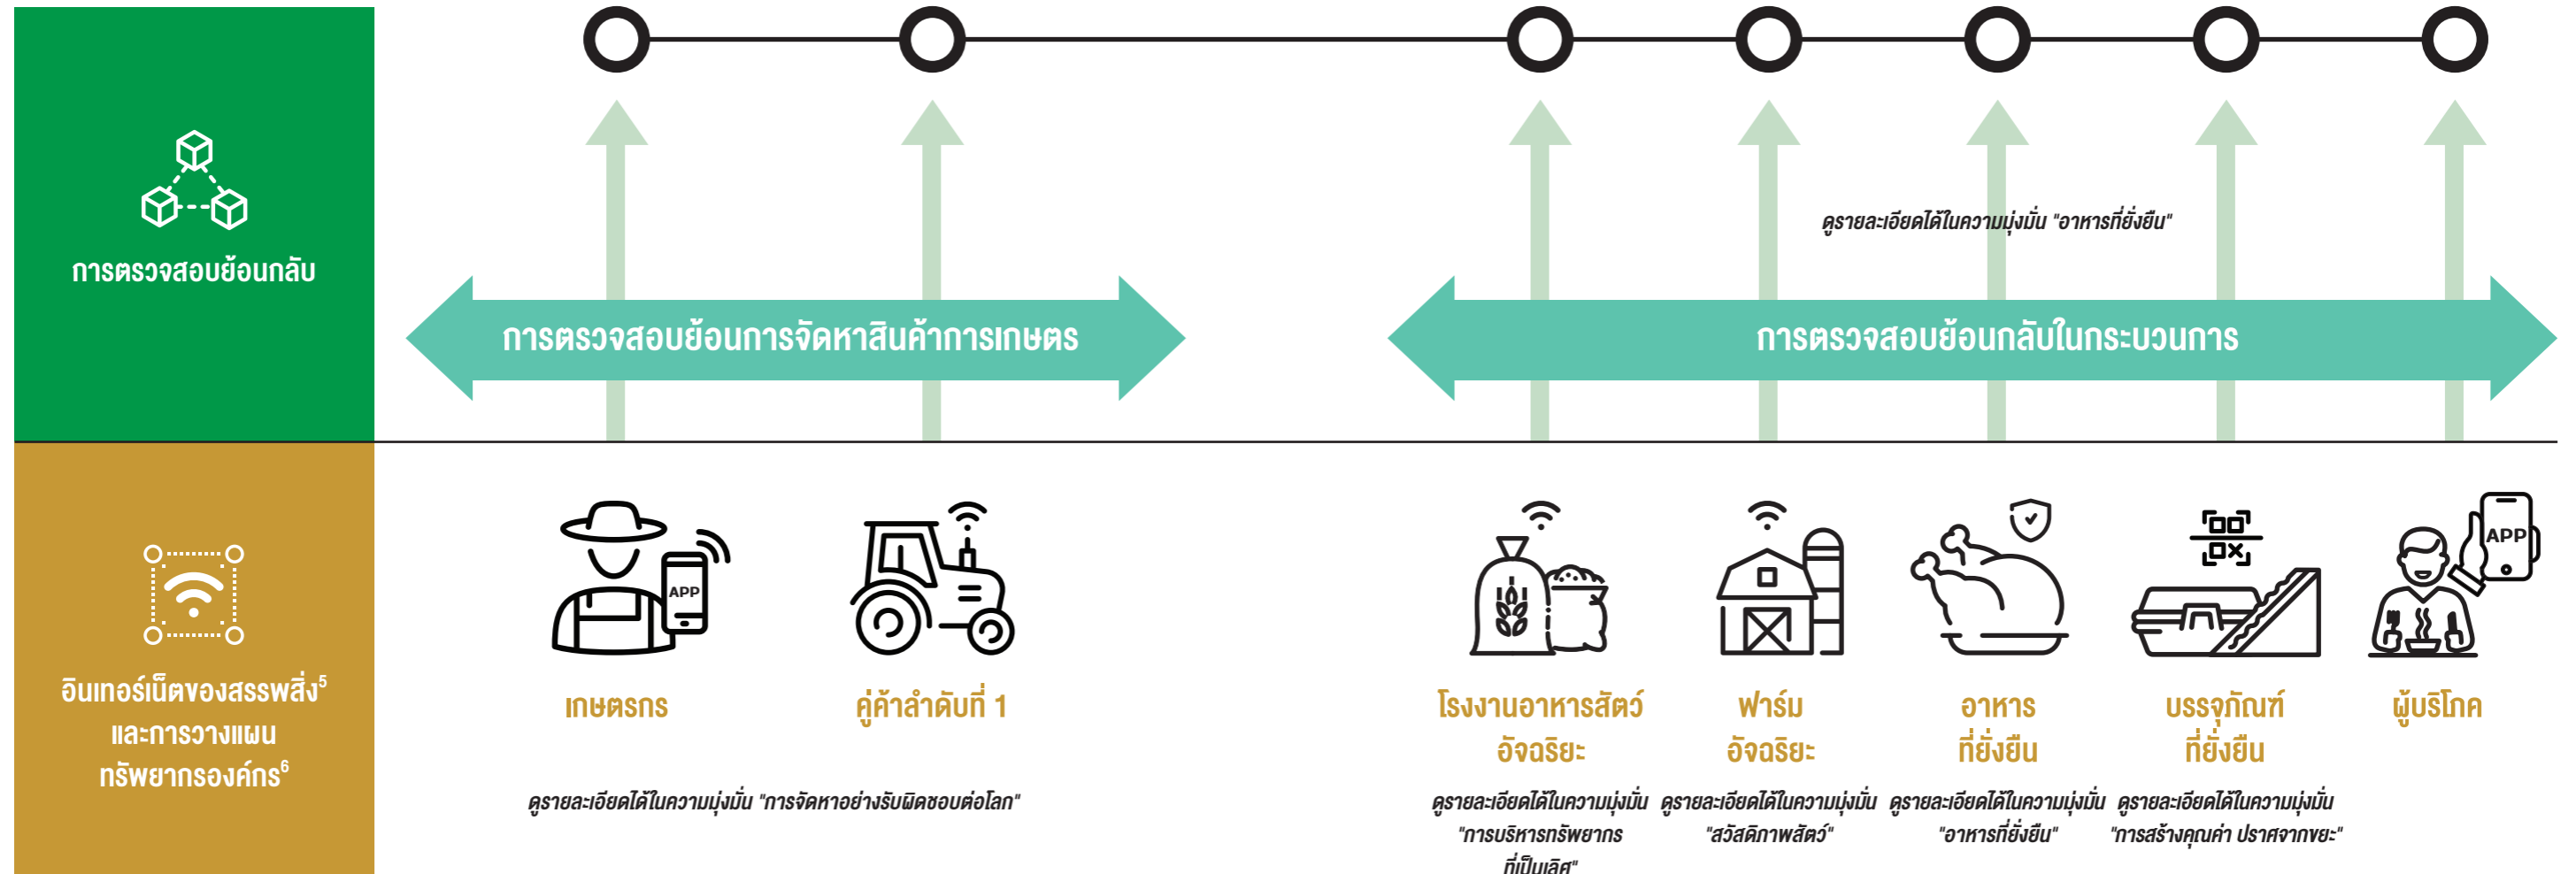 การตรวจสอบย้อนกลับ
ดูรายละเอียดได้ในความมุ่งมั่น "อาหารที่ยั่งยืน"
การตรวจสอบย้อนการจัดหาสินค้าการเกษตร
การตรวจสอบย้อนกลับในกระบวนการ
อินเทอร์เน็ตของสรรพสิ่ง⁵
และการวางแผน
ทรัพยากรองค์กร⁶
APP
APP
เกษตรกร
คู่ค้าลำดับที่ 1
ดูรายละเอียดได้ในความมุ่งมั่น "การจัดหาอย่างรับผิดชอบต่อโลก"
โรงงานอาหารสัตว์
อัจฉริยะ
ดูรายละเอียดได้ในความมุ่งมั่น
"การบริหารทรัพยากร
ที่เป็นเลิศ"
ฟาร์ม
อัจฉริยะ
ดูรายละเอียดได้ในความมุ่งมั่น
"สวัสดิภาพสัตว์"
อาหาร
ที่ยั่งยืน
ดูรายละเอียดได้ในความมุ่งมั่น
"อาหารที่ยั่งยืน"
บรรจุภัณฑ์
ที่ยั่งยืน
ดูรายละเอียดได้ในความมุ่งมั่น
"การสร้างคุณค่า ปราศจากขยะ"
ผู้บริโภค